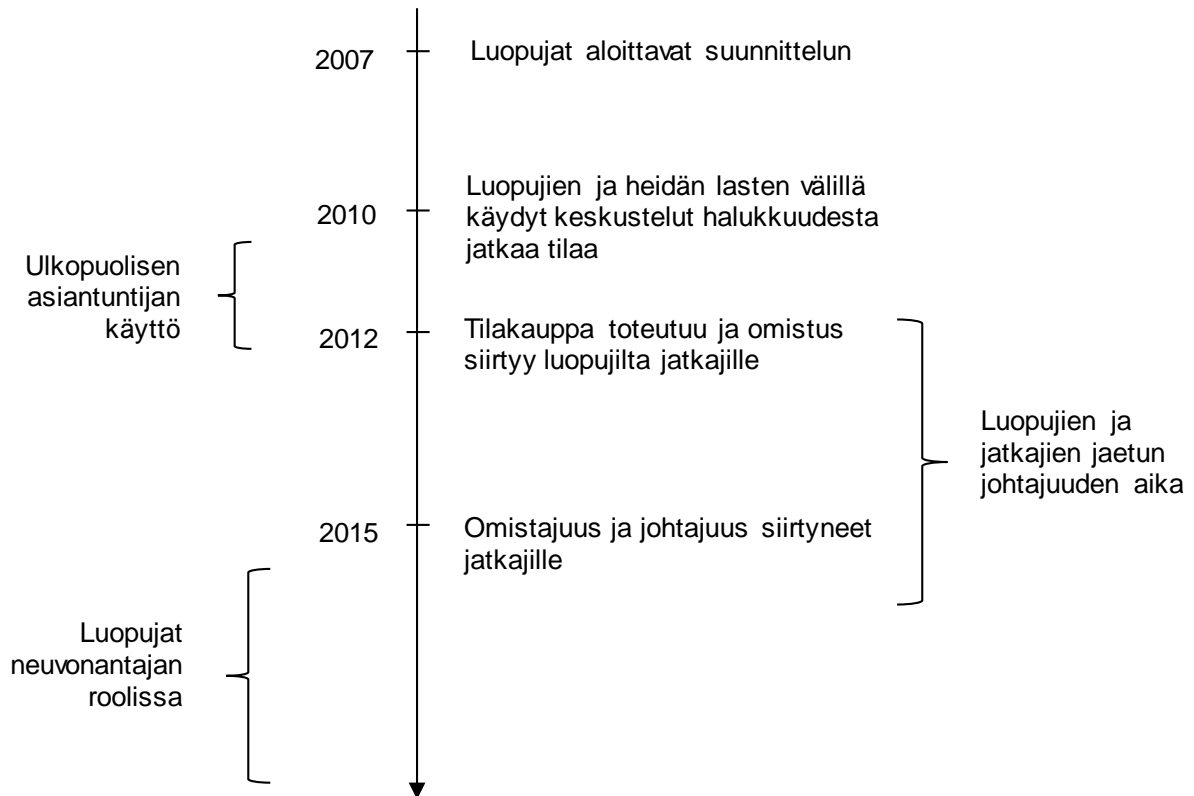 2007
Luopujat aloittavat suunnittelun
2010
Luopujien ja heidän lasten välillä
käydyt keskustelut halukkuudesta
jatkaa tilaa
Ulkopuolisen
asiantuntijan
käyttö
2012
Tilakauppa toteutuu ja omistus
siirtyy luopujilta jatkajille
Luopujien ja
jatkajien jaetun
johtajuuden aika
2015
Omistajuus ja johtajuus siirtyneet
jatkajille
Luopujat
neuvonantajan
roolissa